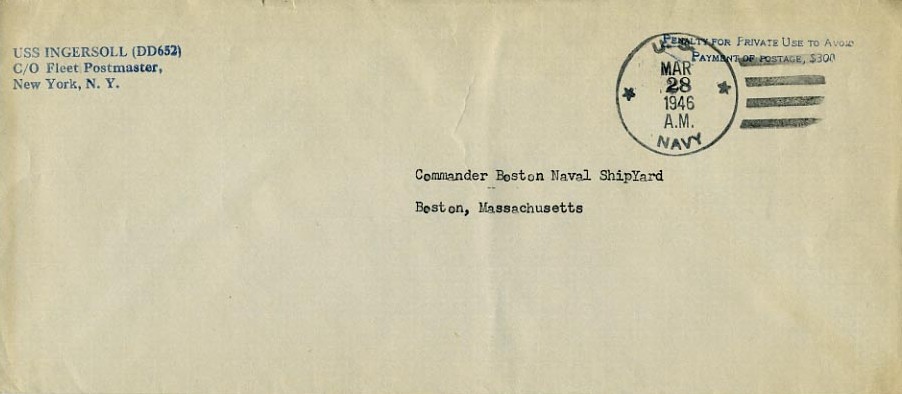 USS INGERSOLL (DD652)
C/O Fleet Postmaster,
New York, N. Y.
PENALTY FOR PRIVATE USE TO AVOID
PAYMENT OF POSTAGE, $300
U. S.
MAR
28
1946
A.M.
NAVY
Commander Boston Naval ShipYard
Boston, Massachusetts